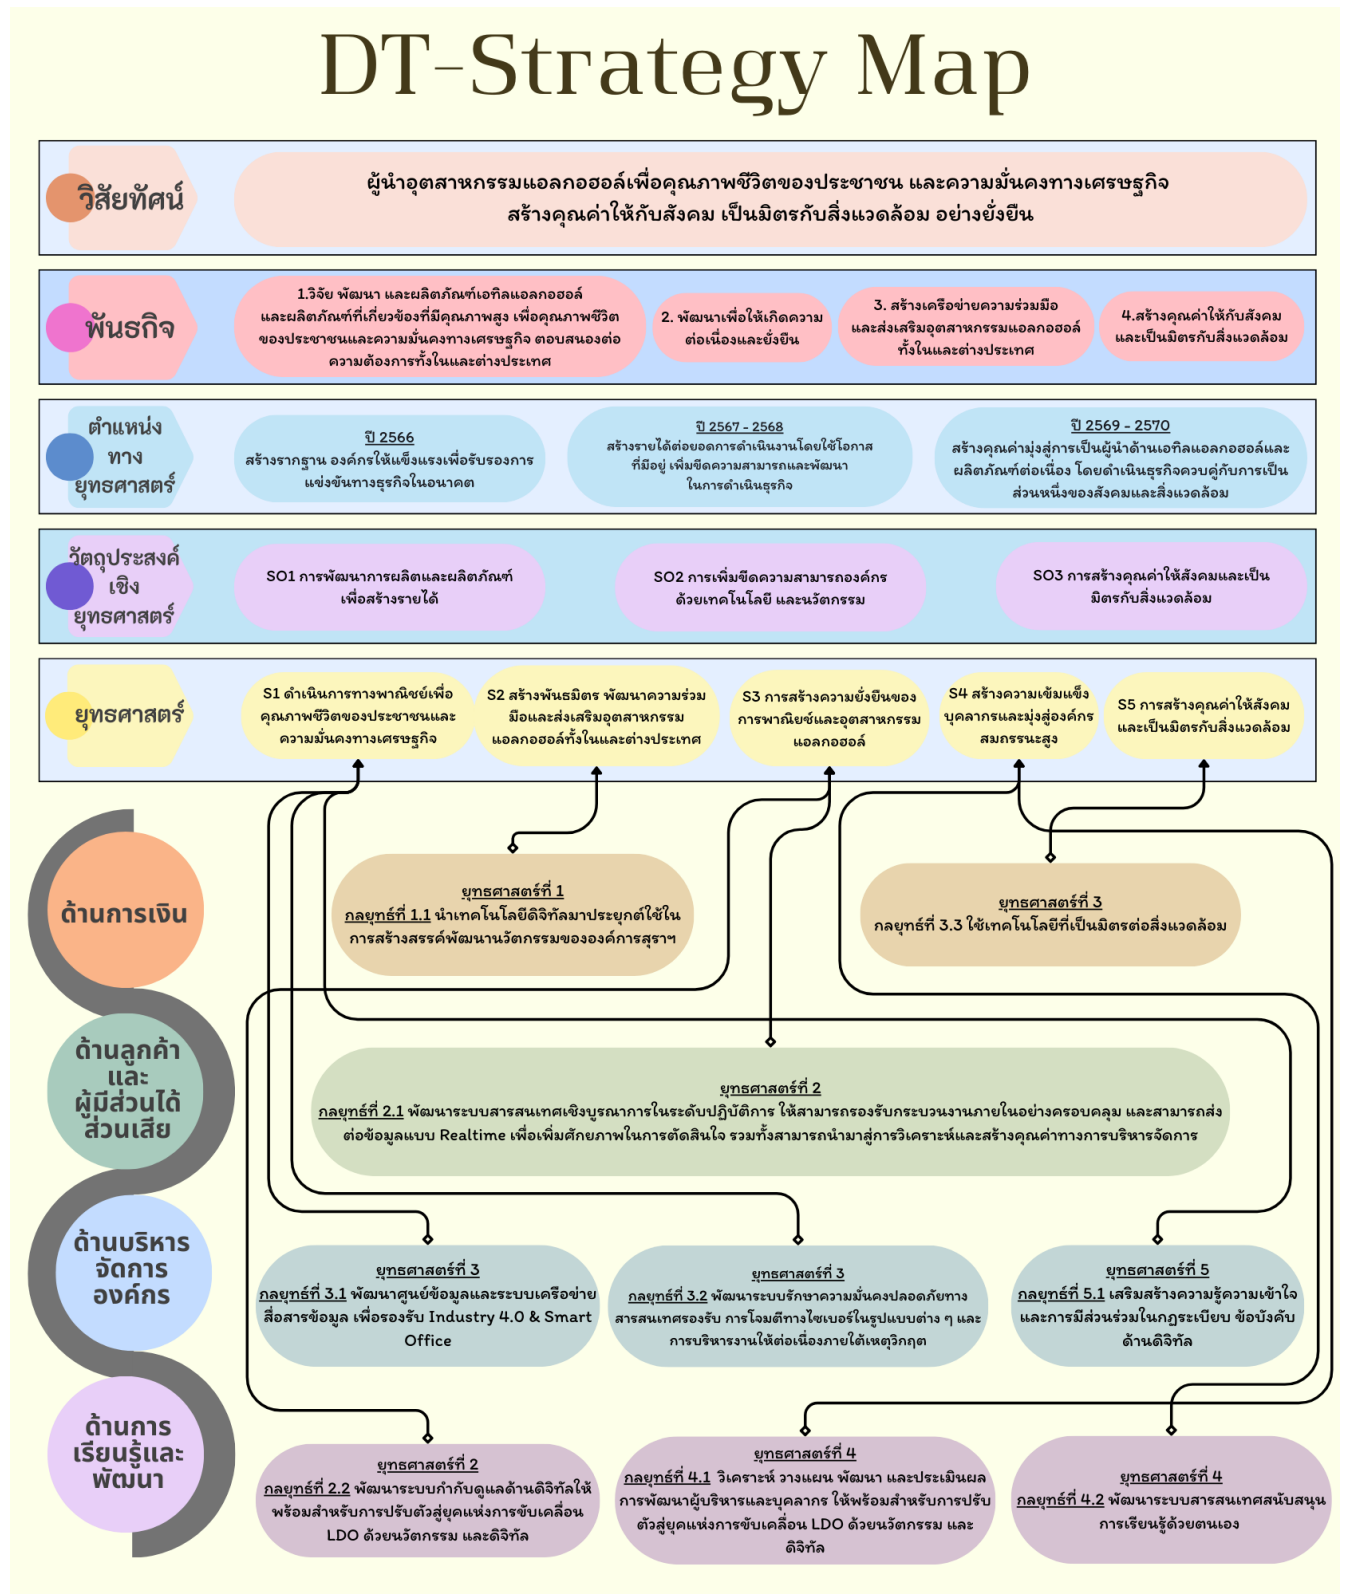 DT-Strategy Map
วิสัยทัศน์
ผู้นำอุตสาหกรรมแอลกอฮอล์เพื่อคุณภาพชีวิตของประชาชน และความมั่นคงทางเศรษฐกิจ
สร้างคุณค่าให้กับสังคม เป็นมิตรกับสิ่งแวดล้อม อย่างยั่งยืน
พันธกิจ
1.วิจัย พัฒนา และผลิตภัณฑ์เอทิลแอลกอฮอล์
และผลิตภัณฑ์ที่เกี่ยวข้องที่มีคุณภาพสูง เพื่อคุณภาพชีวิต
ของประชาชนและความมั่นคงทางเศรษฐกิจ ตอบสนองต่อ
ความต้องการทั้งในและต่างประเทศ
2. พัฒนาเพื่อให้เกิดความ
ต่อเนื่องและยั่งยืน
3. สร้างเครือข่ายความร่วมมือ
และส่งเสริมอุตสาหกรรมแอลกอฮอล์
ทั้งในและต่างประเทศ
4.สร้างคุณค่าให้กับสังคม
และเป็นมิตรกับสิ่งแวดล้อม
ตำแหน่ง
ทาง
ยุทธศาสตร์
ปี 2566
สร้างรากฐาน องค์กรให้แข็งแรงเพื่อรับรองการ
แข่งขันทางธุรกิจในอนาคต
ปี 2567 - 2568
สร้างรายได้ต่อยอดการดำเนินงานโดยใช้โอกาส
ที่มีอยู่ เพิ่มขีดความสามารถและพัฒนา
ในการดำเนินธุรกิจ
ปี 2569 - 2570
สร้างคุณค่ามุ่งสู่การเป็นผู้นำด้านเอทิลแอลกอฮอล์และ
ผลิตภัณฑ์ต่อเนื่อง โดยดำเนินธุรกิจควบคู่กับการเป็น
ส่วนหนึ่งของสังคมและสิ่งแวดล้อม
วัตถุประสงค์
เชิง
ยุทธศาสตร์
SO1 การพัฒนาการผลิตและผลิตภัณฑ์
เพื่อสร้างรายได้
SO2 การเพิ่มขีดความสามารถองค์กร
ด้วยเทคโนโลยี และนวัตกรรม
SO3 การสร้างคุณค่าให้สังคมและเป็น
มิตรกับสิ่งแวดล้อม
ยุทธศาสตร์
S1 ดำเนินการทางพาณิชย์เพื่อ
คุณภาพชีวิตของประชาชนและ
ความมั่นคงทางเศรษฐกิจ
S2 สร้างพันธมิตร พัฒนาความร่วม
มือและส่งเสริมอุตสาหกรรม
แอลกอฮอล์ทั้งในและต่างประเทศ
S3 การสร้างความยั่งยืนของ
การพาณิยช์และอุตสาหกรรม
แอลกอฮอล์
S4 สร้างความเข้มแข็ง
บุคลากรและมุ่งสู่องค์กร
สมถรรนะสูง
S5 การสร้างคุณค่าให้สังคม
และเป็นมิตรกับสิ่งแวดล้อม
ด้านการเงิน
ยุทธศาสตร์ที่ 1
กลยุทธ์ที่ 1.1 นำเทคโนโลยีดิจิทัลมาประยุกต์ใช้ใน
การสร้างสรรค์พัฒนานวัตกรรมขององค์การสุราฯ
ยุทธศาสตร์ที่ 3
กลยุทธ์ที่ 3.3 ใช้เทคโนโลยีที่เป็นมิตรต่อสิ่งแวดล้อม
ด้านลูกค้า
และ
ผู้มีส่วนได้
ส่วนเสีย
ยุทธศาสตร์ที่ 2
กลยุทธ์ที่ 2.1 พัฒนาระบบสารสนเทศเชิงบูรณาการในระดับปฏิบัติการ ให้สามารถรองรับกระบวนงานภายในอย่างครอบคลุม และสามารถส่ง
ต่อข้อมูลแบบ Realtime เพื่อเพิ่มศักยภาพในการตัดสินใจ รวมทั้งสามารถนำมาสู่การวิเคราะห์และสร้างคุณค่าทางการบริหารจัดการ
ด้านบริหาร
จัดการ
องค์กร
ยุทธศาสตร์ที่ 3
กลยุทธ์ที่ 3.1 พัฒนาศูนย์ข้อมูลและระบบเครือข่าย
สื่อสารข้อมูล เพื่อรองรับ Industry 4.0 & Smart
Office
ยุทธศาสตร์ที่ 3
กลยุทธ์ที่ 3.2 พัฒนาระบบรักษาความมั่นคงปลอดภัยทาง
สารสนเทศรองรับ การโจมตีทางไซเบอร์ในรูปแบบต่าง ๆ และ
การบริหารงานให้ต่อเนื่องภายใต้เหตุวิกฤต
ยุทธศาสตร์ที่ 5
กลยุทธ์ที่ 5.1 เสริมสร้างความรู้ความเข้าใจ
และการมีส่วนร่วมในกฏระเบียบ ข้อบังคับ
ด้านดิจิทัล
ด้านการ
เรียนรู้และ
พัฒนา
ยุทธศาสตร์ที่ 2
กลยุทธ์ที่ 2.2 พัฒนาระบบกำกับดูแลด้านดิจิทัลให้
พร้อมสำหรับการปรับตัวสู่ยุคแห่งการขับเคลื่อน
LDO ด้วยนวัตกรรม และดิจิทัล
ยุทธศาสตร์ที่ 4
กลยุทธ์ที่ 4.1 วิเคราะห์ วางแผน พัฒนา และประเมินผล
การพัฒนาผู้บริหารและบุคลากร ให้พร้อมสำหรับการปรับ
ตัวสู่ยุคแห่งการขับเคลื่อน LDO ด้วยนวัตกรรม และ
ดิจิทัล
ยุทธศาสตร์ที่ 4
กลยุทธ์ที่ 4.2 พัฒนาระบบสารสนเทศสนับสนุน
การเรียนรู้ด้วยตนเอง